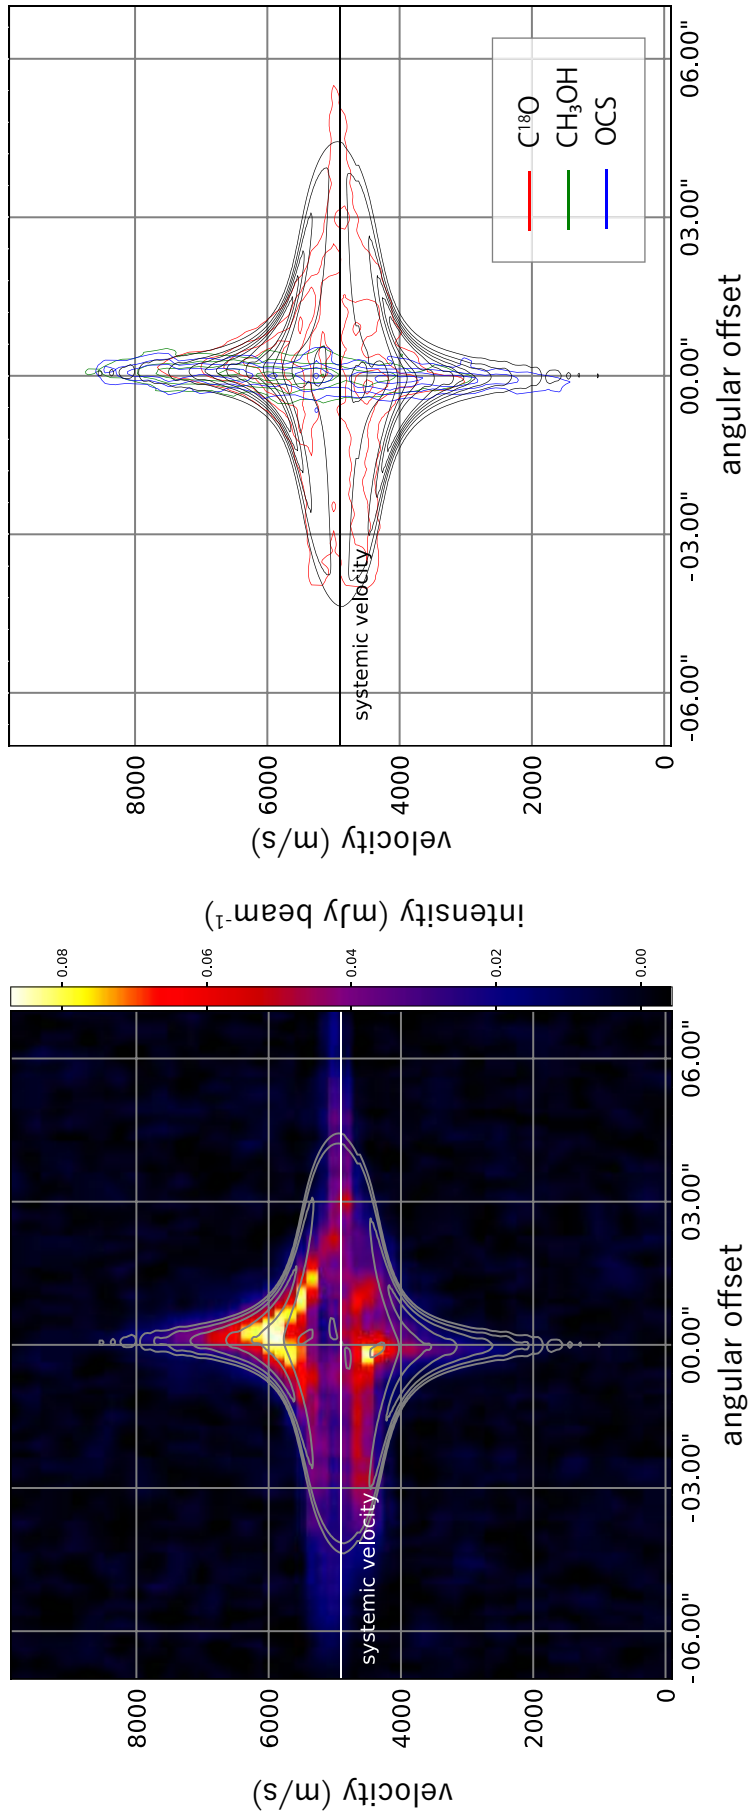 velocity (m/s)
8000
6000
4000
2000
0
-06.00"
-03.00"
00.00"
03.00"
06.00"
angular offset
systemic velocity
0.08
0.06
0.04
0.02
0.00
intensity (mJy beam⁻¹)
velocity (m/s)
8000
6000
4000
2000
0
-06.00"
-03.00"
00.00"
03.00"
06.00"
angular offset
systemic velocity
C¹⁸O
CH₃OH
OCS